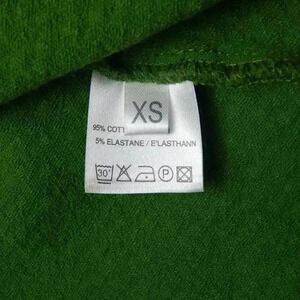 XS
95% COTT
5% ELASTANE / E'LASTHANN
30°
P